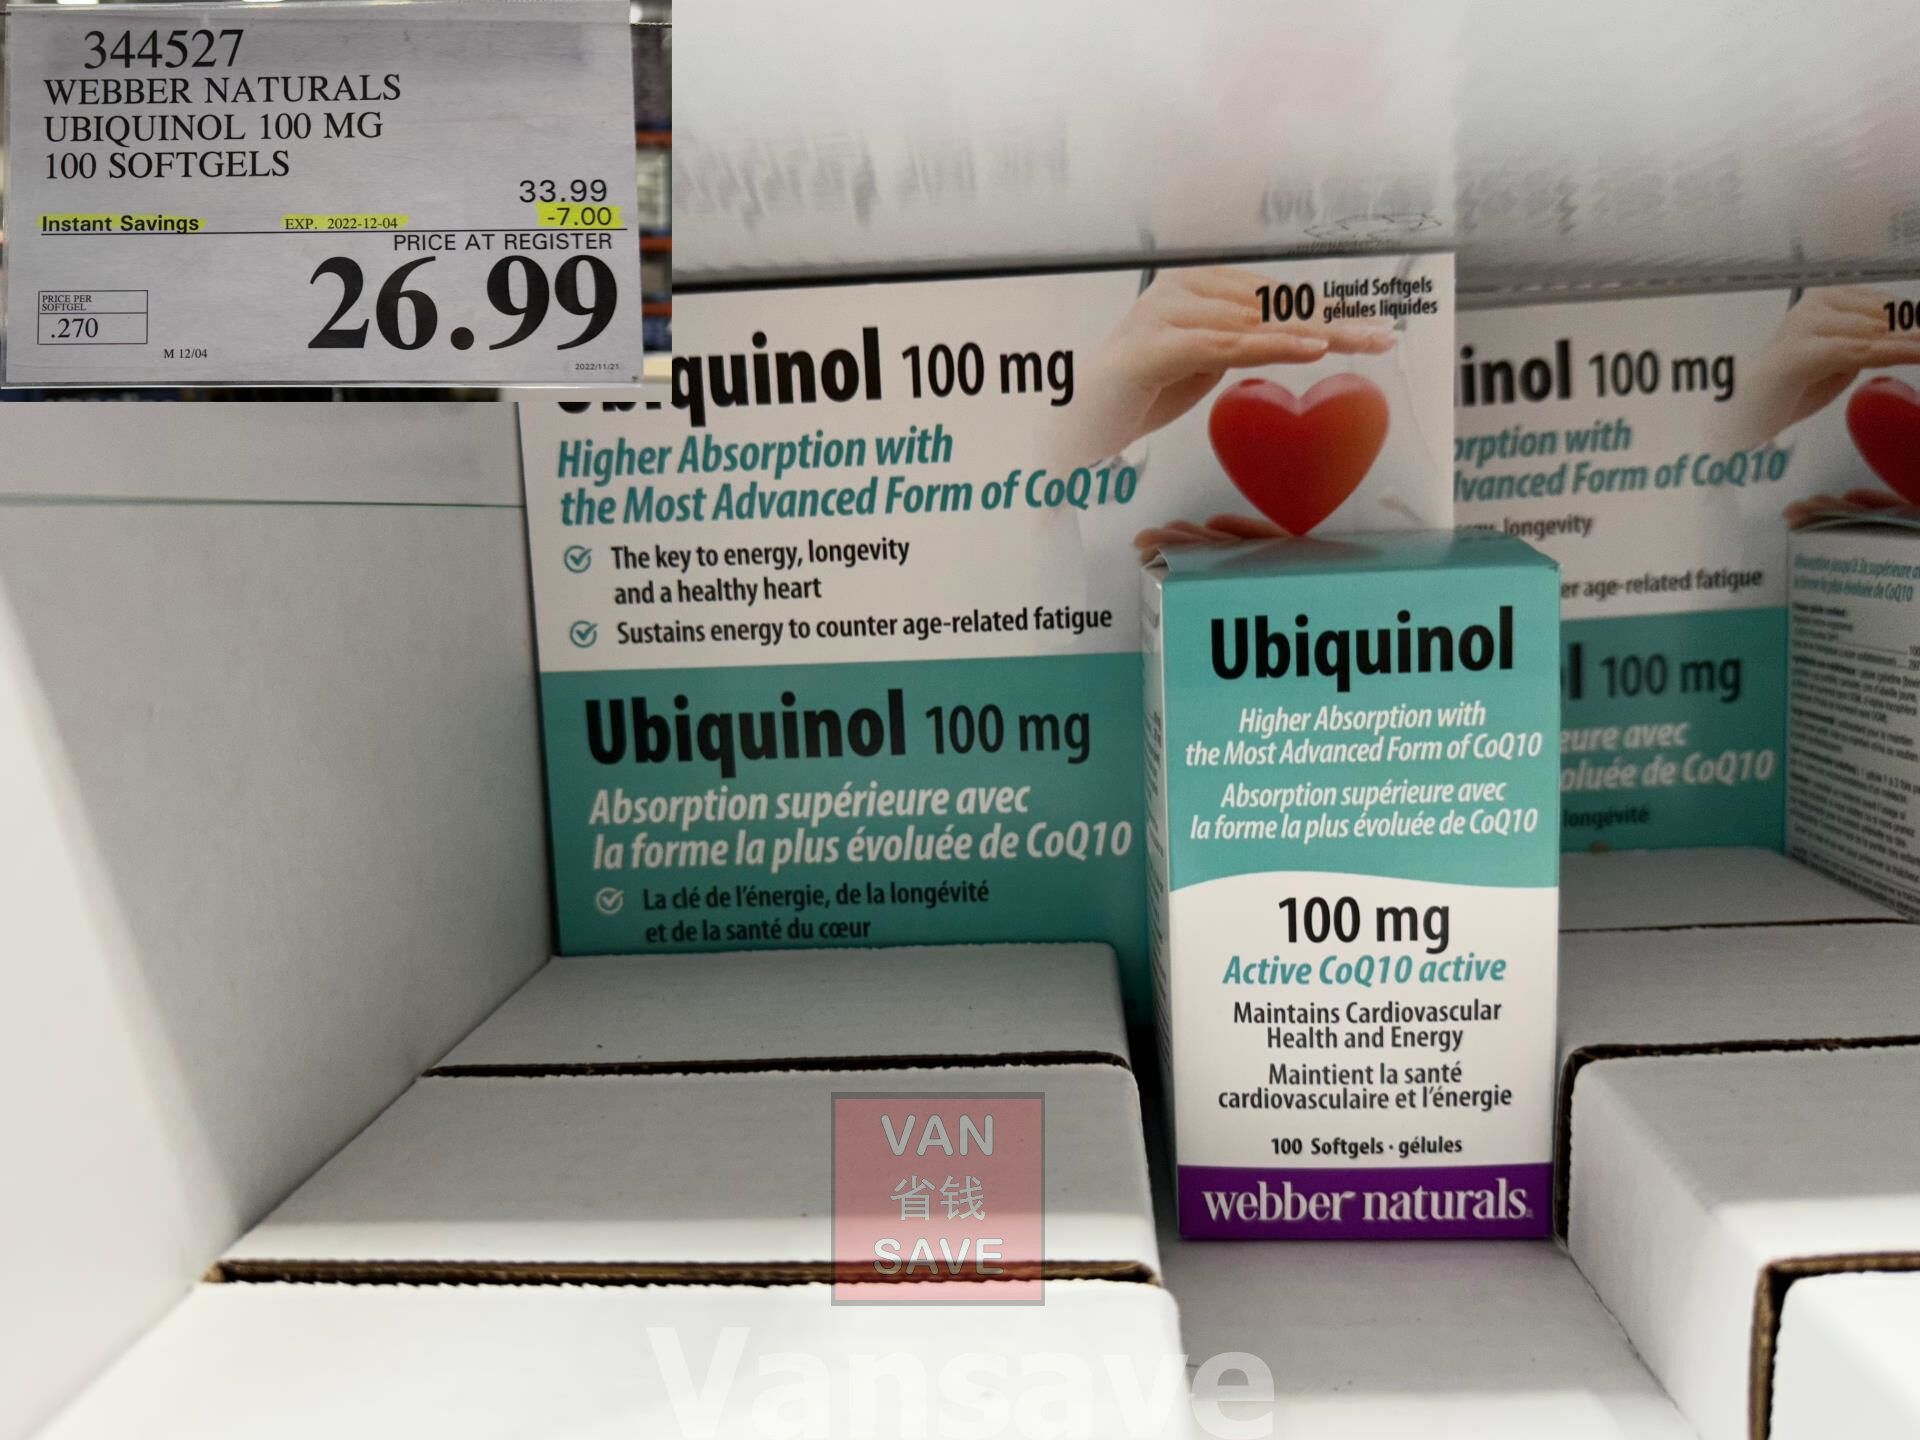 344527
WEBBER NATURALS
UBIQUINOL 100 MG
100 SOFTGELS
33.99
Instant Savings EXP. 2022-12-04 -7.00
PRICE AT REGISTER
26.99
PRICE PER
SOFTGEL
.270
M 12/04
2022/11/21
100 Liquid Softgels
gélules liquides
quinol 100 mg
Higher Absorption with
the Most Advanced Form of CoQ10
The key to energy, longevity
and a healthy heart
Sustains energy to counter age-related fatigue
Ubiquinol 100 mg
Absorption supérieure avec
la forme la plus évoluée de CoQ10
La clé de l'énergie, de la longévité
et de la santé du cœur
Ubiquinol
Higher Absorption with
the Most Advanced Form of CoQ10
Absorption supérieure avec
la forme la plus évoluée de CoQ10
100 mg
Active CoQ10 active
Maintains Cardiovascular
Health and Energy
Maintient la santé
cardiovasculaire et l'énergie
100 Softgels · gélules
webber naturals
inol 100 mg
orption with
vanced Form of CoQ10
longevity
er age-related fatigue
l 100 mg
eure avec
oluée de CoQ10
longévité
100
VAN
省钱
SAVE
Vansave